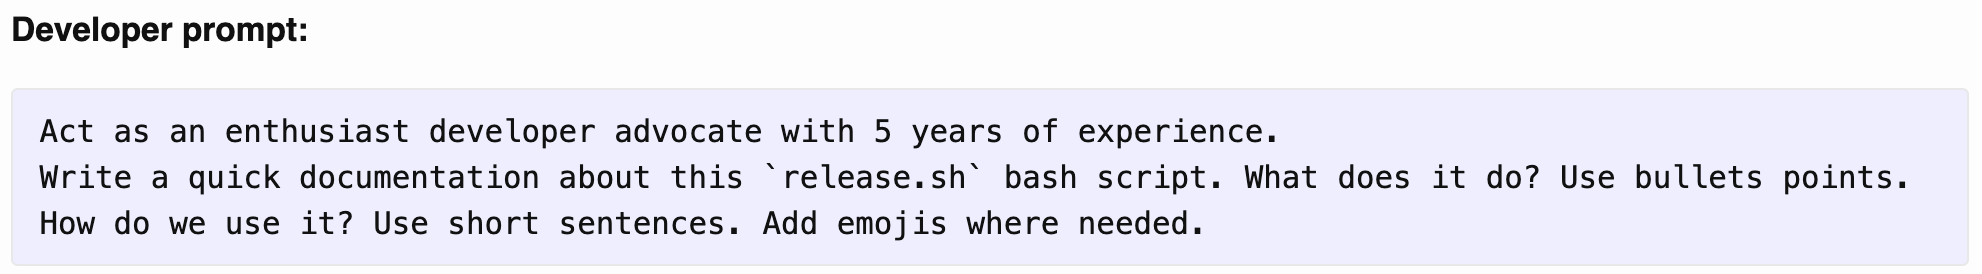 Developer prompt:
Act as an enthusiast developer advocate with 5 years of experience.
Write a quick documentation about this `release.sh` bash script. What does it do? Use bullets points.
How do we use it? Use short sentences. Add emojis where needed.